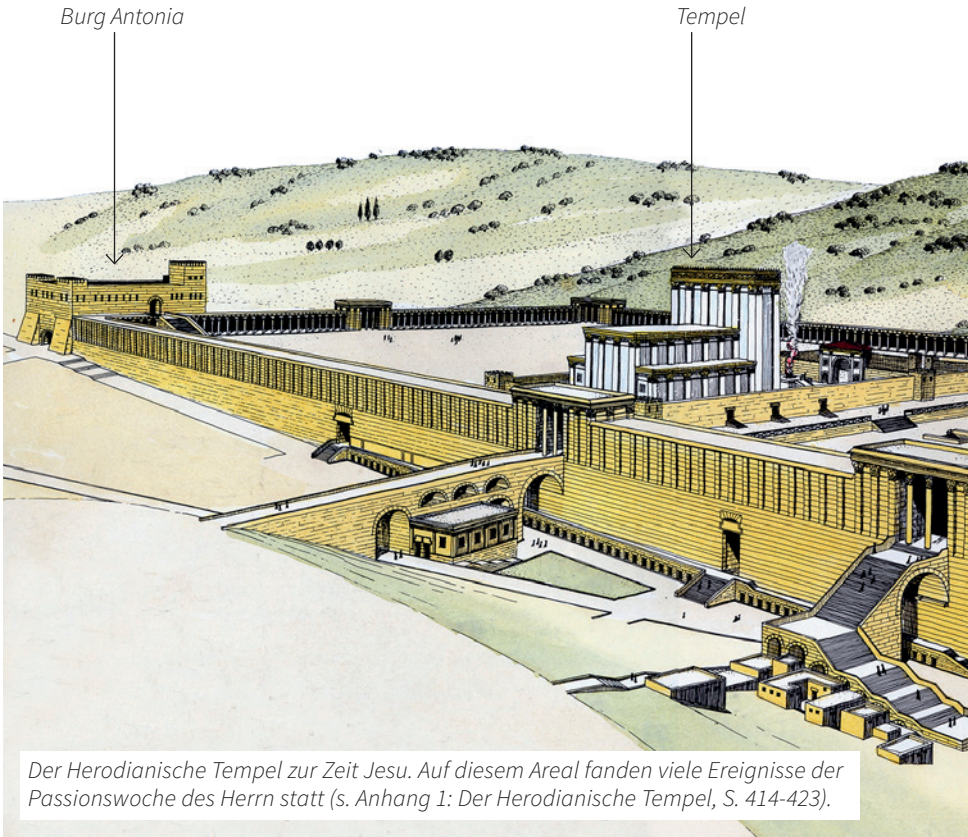 Burg Antonia
Tempel
Der Herodianische Tempel zur Zeit Jesu. Auf diesem Areal fanden viele Ereignisse der
Passionswoche des Herrn statt (s. Anhang 1: Der Herodianische Tempel, S. 414-423).